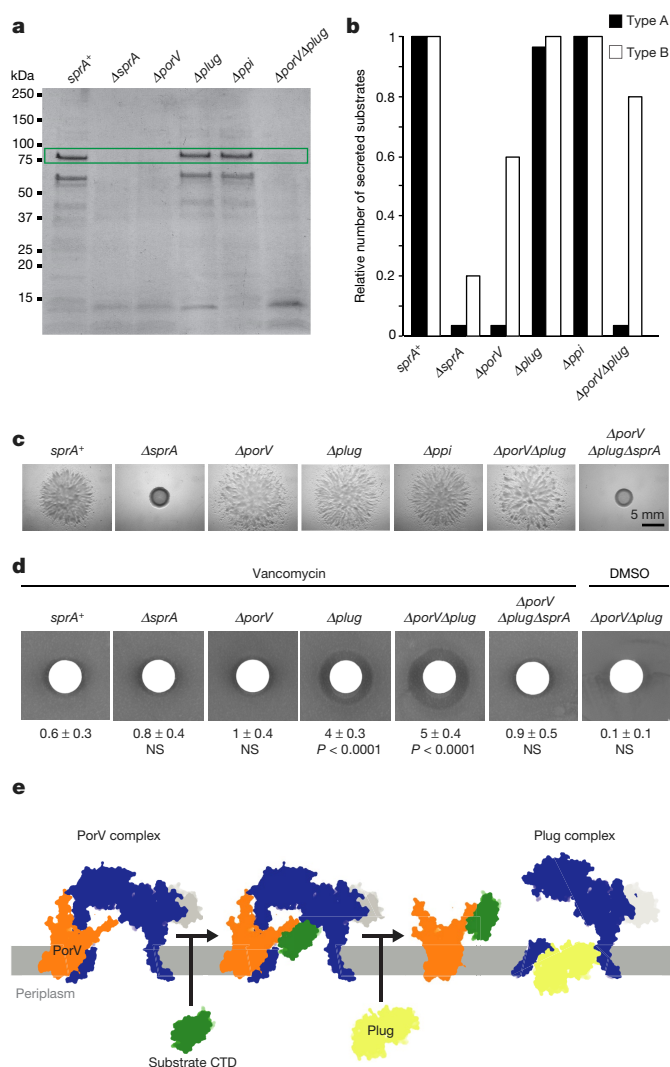 a
kDa
sprA⁺
ΔsprA
ΔporV
Δplug
Δppi
ΔporVΔplug
250
150
100
75
50
37
25
20
15
b
Type A
Type B
Relative number of secreted substrates
1
0.8
0.6
0.4
0.2
0
sprA⁺
ΔsprA
ΔporV
Δplug
Δppi
ΔporVΔplug
c
sprA⁺ ΔsprA ΔporV Δplug Δppi ΔporVΔplug ΔporV
ΔplugΔsprA
5 mm
d
Vancomycin DMSO
sprA⁺ ΔsprA ΔporV Δplug ΔporVΔplug ΔporV
ΔplugΔsprA ΔporVΔplug
0.6 ± 0.3 0.8 ± 0.4 1 ± 0.4 4 ± 0.3 5 ± 0.4 0.9 ± 0.5 0.1 ± 0.1
NS NS P < 0.0001 P < 0.0001 NS NS
e
PorV complex
Plug complex
PorV
Periplasm
Plug
Substrate CTD